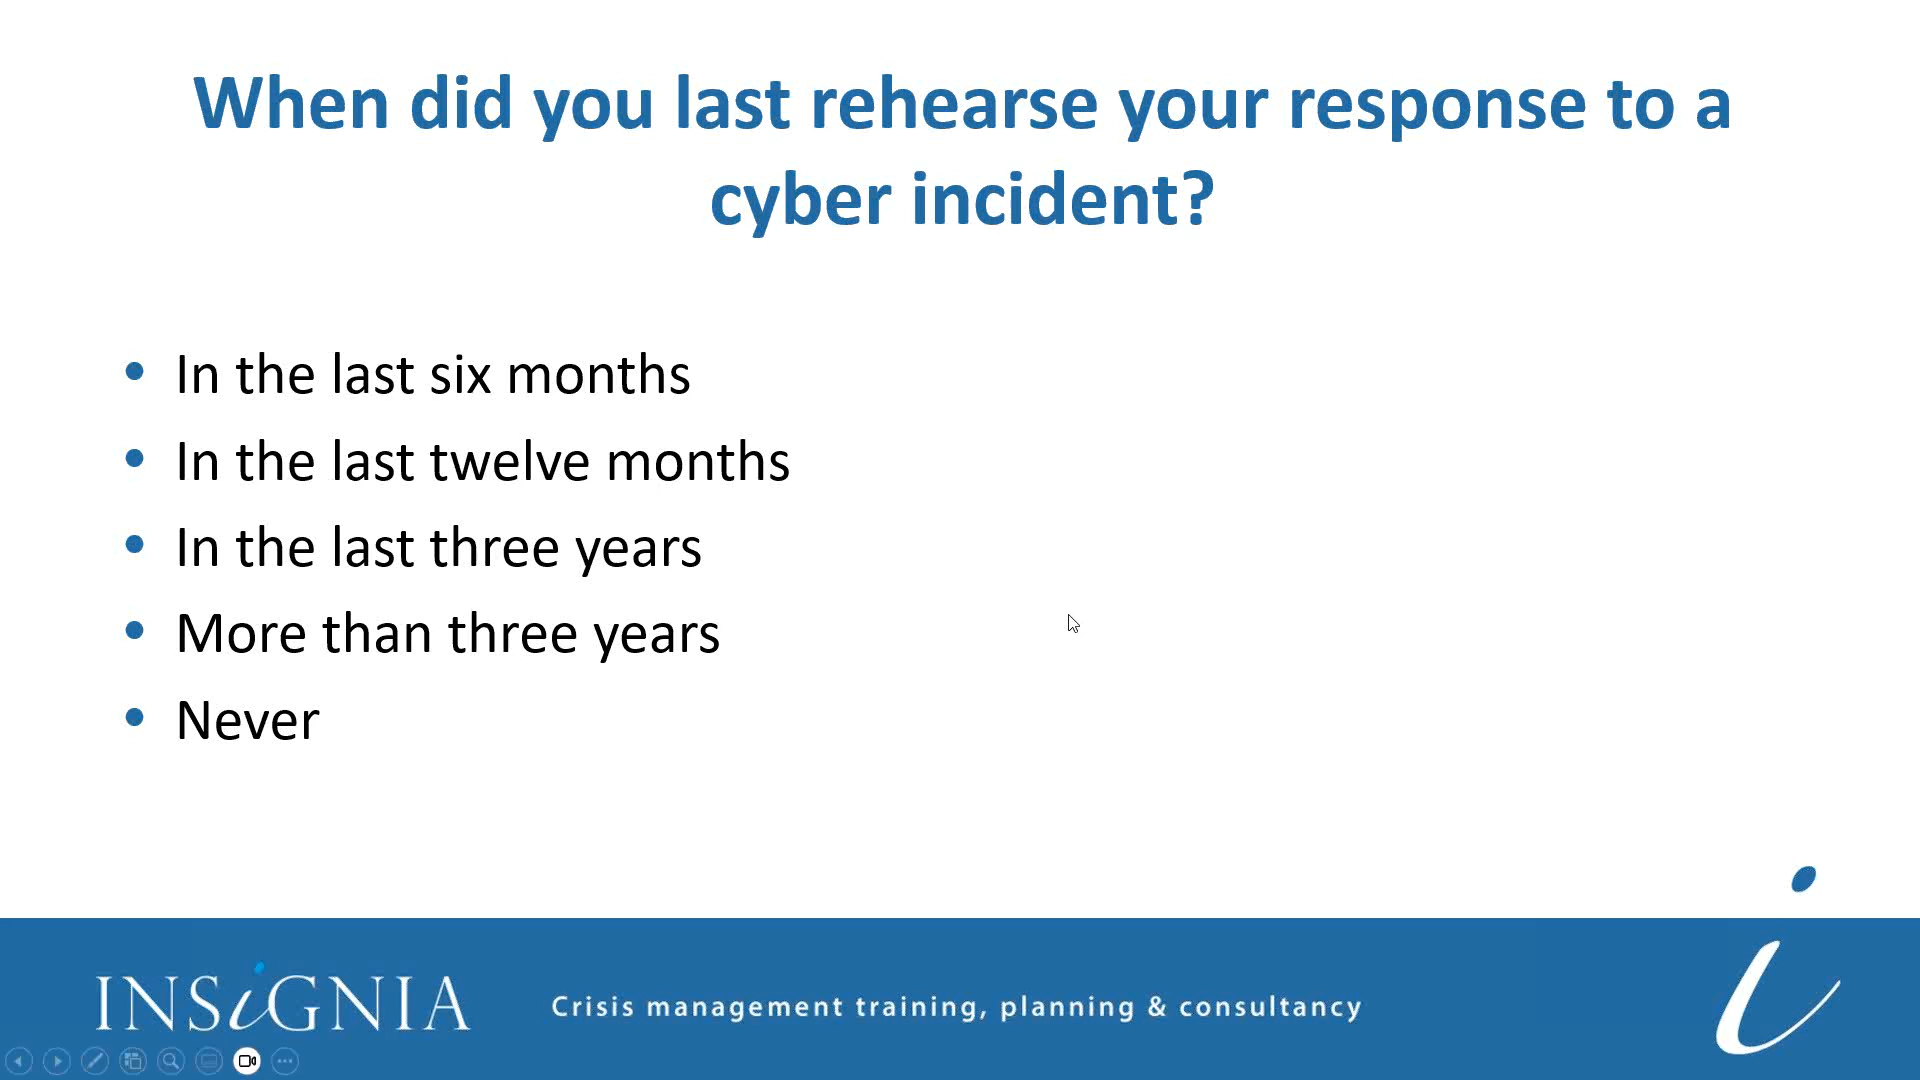 When did you last rehearse your response to a
cyber incident?
• In the last six months
• In the last twelve months
• In the last three years
• More than three years
• Never
INSiGNIA
Crisis management training, planning & consultancy
i